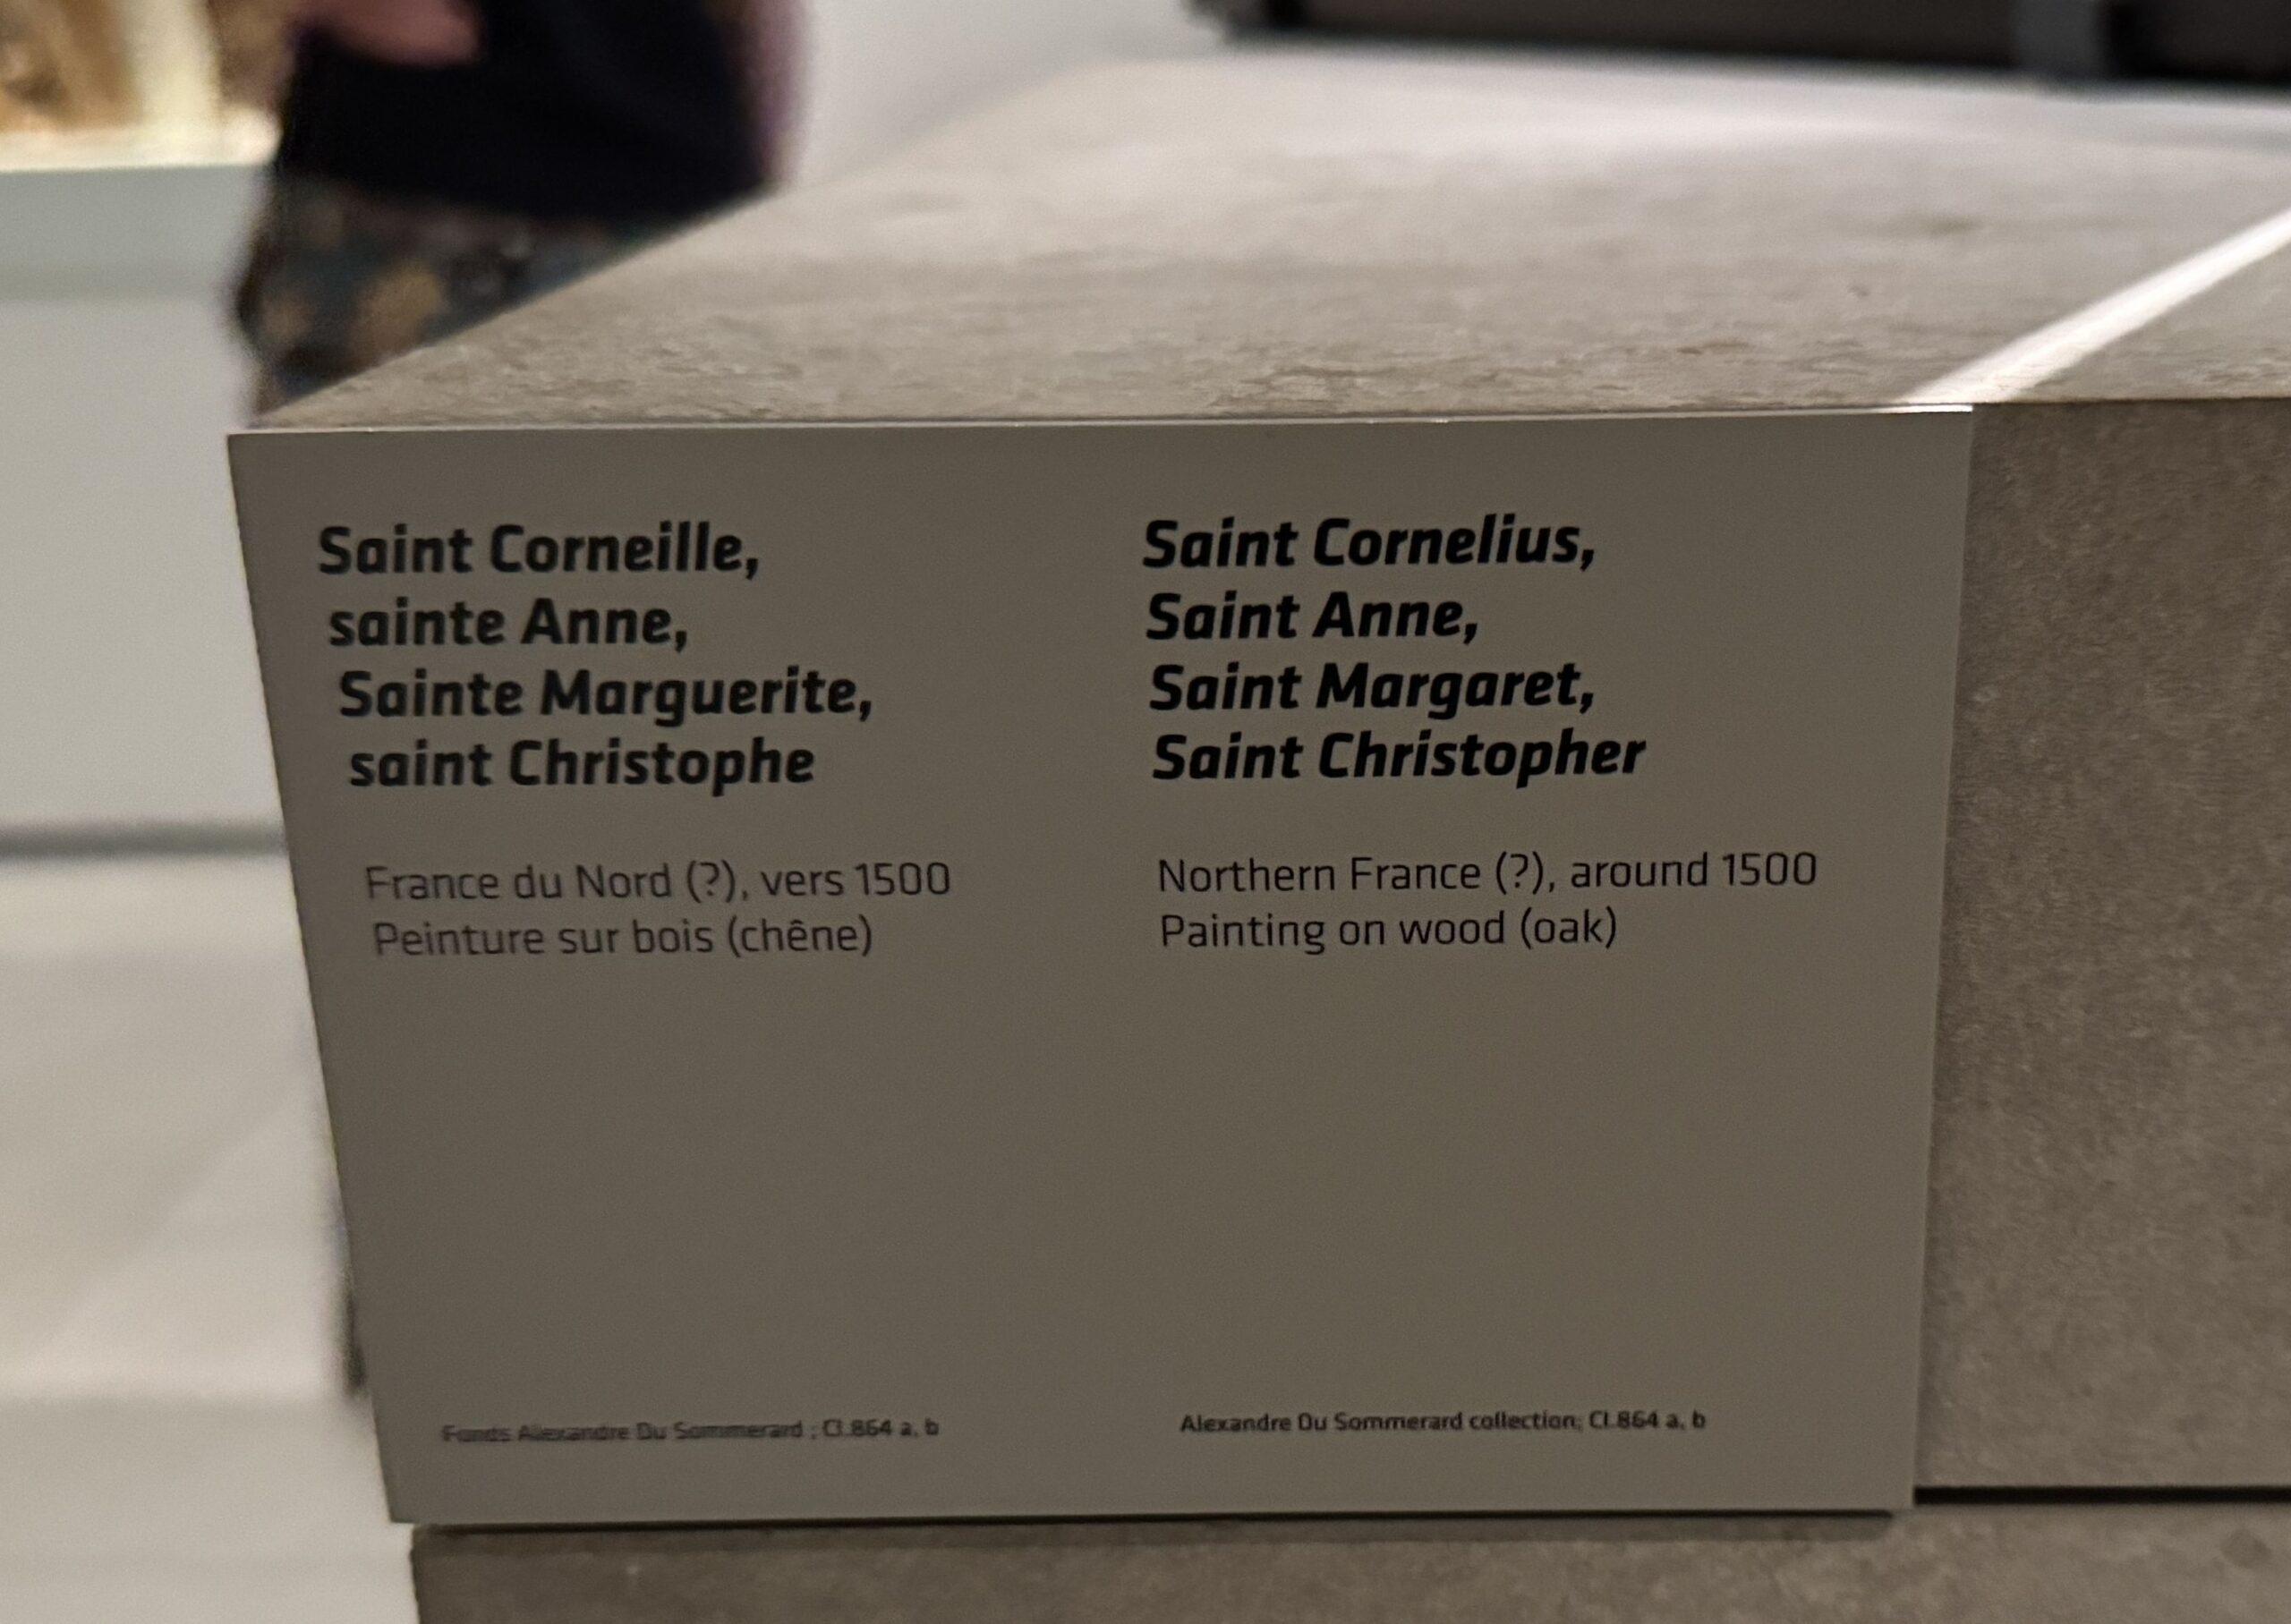 Saint Corneille,
sainte Anne,
Sainte Marguerite,
saint Christophe
France du Nord (?), vers 1500
Peinture sur bois (chêne)
Fonds Alexandre Du Sommerard ; Cl.864 a, b
Saint Cornelius,
Saint Anne,
Saint Margaret,
Saint Christopher
Northern France (?), around 1500
Painting on wood (oak)
Alexandre Du Sommerard collection; Cl.864 a, b